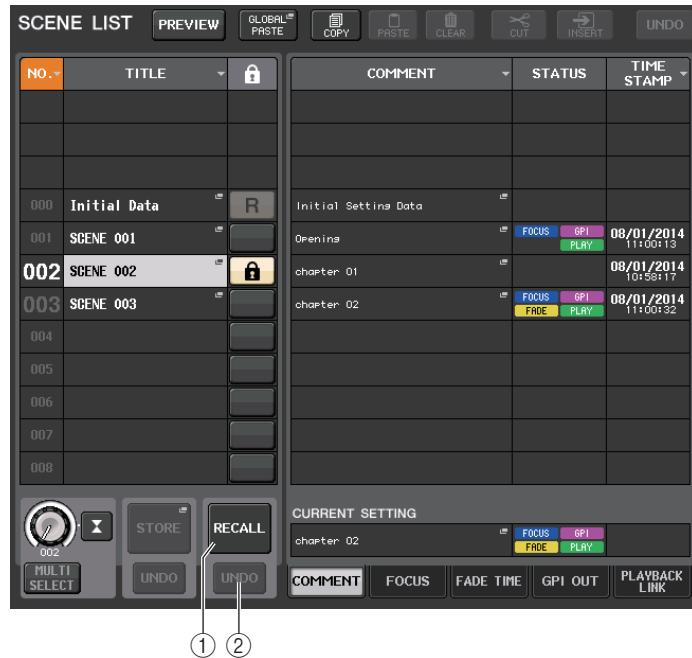 SCENE LIST PREVIEW GLOBAL PASTE COPY PASTE CLEAR CUT INSERT UNDO
NO. TITLE COMMENT STATUS TIME STAMP
000 Initial Data R Initial Setting Data
001 SCENE 001 Opening FOCUS GPI PLAY 08/01/2014 11:00:13
002 SCENE 002 chapter 01 08/01/2014 10:58:17
003 SCENE 003 chapter 02 FOCUS GPI FADE PLAY 08/01/2014 11:00:32
004
005
006
007
008
CURRENT SETTING
002 STORE RECALL chapter 02 FOCUS GPI FADE PLAY
MULTI SELECT UNDO UNDO COMMENT FOCUS FADE TIME GPI OUT PLAYBACK LINK
1 2